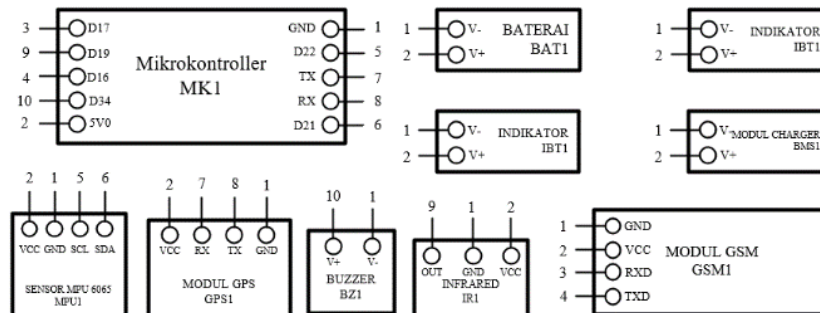 3 D17 GND 1
9 D19 D22 5
4 D16 TX 7
10 D34 RX 8
2 5V0 D21 6
Mikrokontroller
MK1
1 V- BATERAI
2 V+ BAT1
1 V- INDIKATOR
2 V+ IBT1
1 V- INDIKATOR
2 V+ IBT1
1 V- MODUL CHARGER
2 V+ BMS1
2 1 5 6
VCC GND SCL SDA
SENSOR MPU 6065
MPU1
2 7 8 1
VCC RX TX GND
MODUL GPS
GPS1
10 1
V+ V-
BUZZER
BZ1
9 1 2
OUT GND VCC
INFRARED
IR1
1 GND
2 VCC
3 RXD
4 TXD
MODUL GSM
GSM1